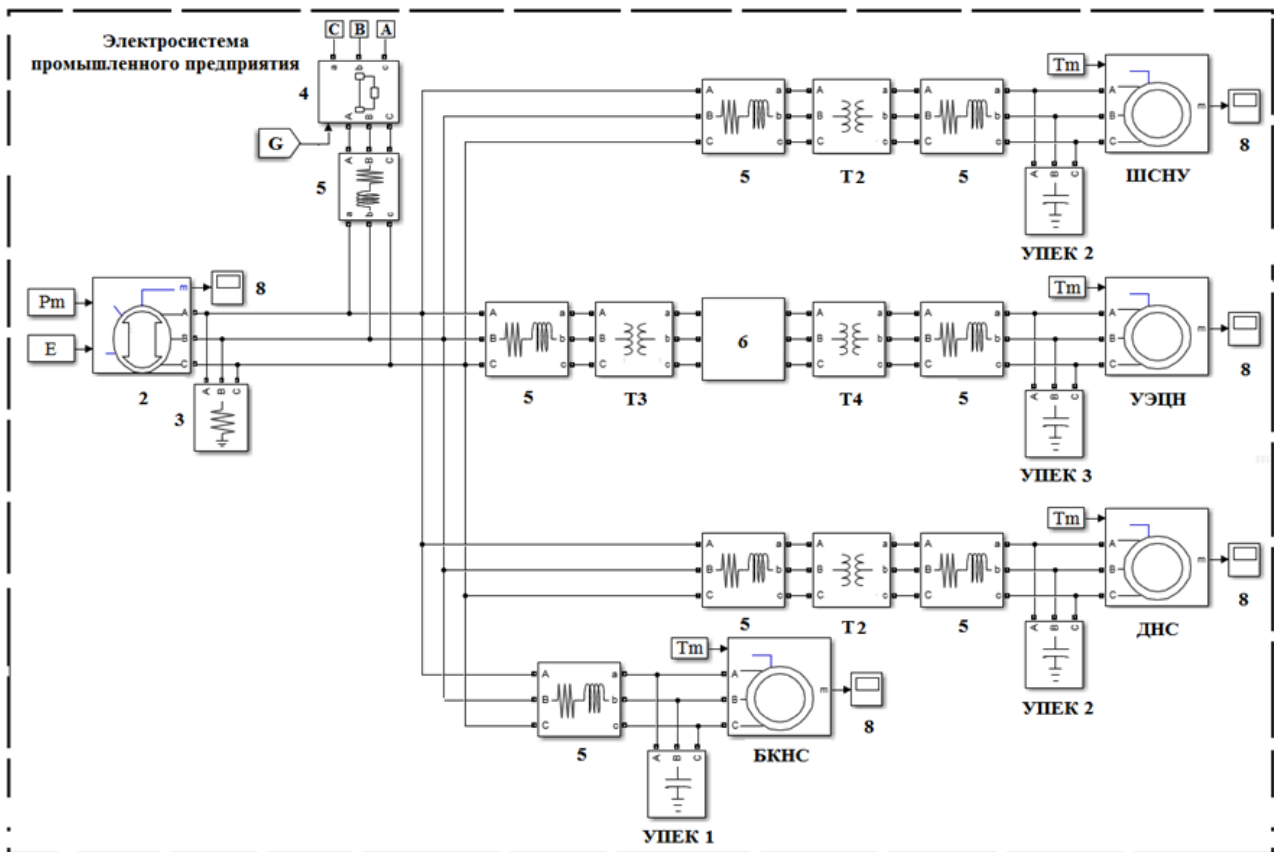 Электросистема
промышленного предприятия
C B A
a b c
4
A B C
G
A B C
5
a b c
A a A a A a
B b B b B b
C c C c C c
5 T2 5
Tm
A
B
C
m
8
ШСНУ
A B C
УПЕК 2
Pm
E
m
A
B
C
8
2
A B C
3
A a A a A a A a
B b B b 6 B b B b
C c C c C c C c
5 T3 T4 5
Tm
A
B
C
m
8
УЭЦН
A B C
УПЕК 3
A a A a A a
B b B b B b
C c C c C c
5 T2 5
Tm
A
B
C
m
8
ДНС
A B C
УПЕК 2
A a
B b
C c
5
Tm
A
B
C
m
8
БКНС
A B C
УПЕК 1